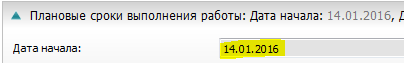 Плановые сроки выполнения работы: Дата начала: 14.01.2016, Д
Дата начала: 14.01.2016